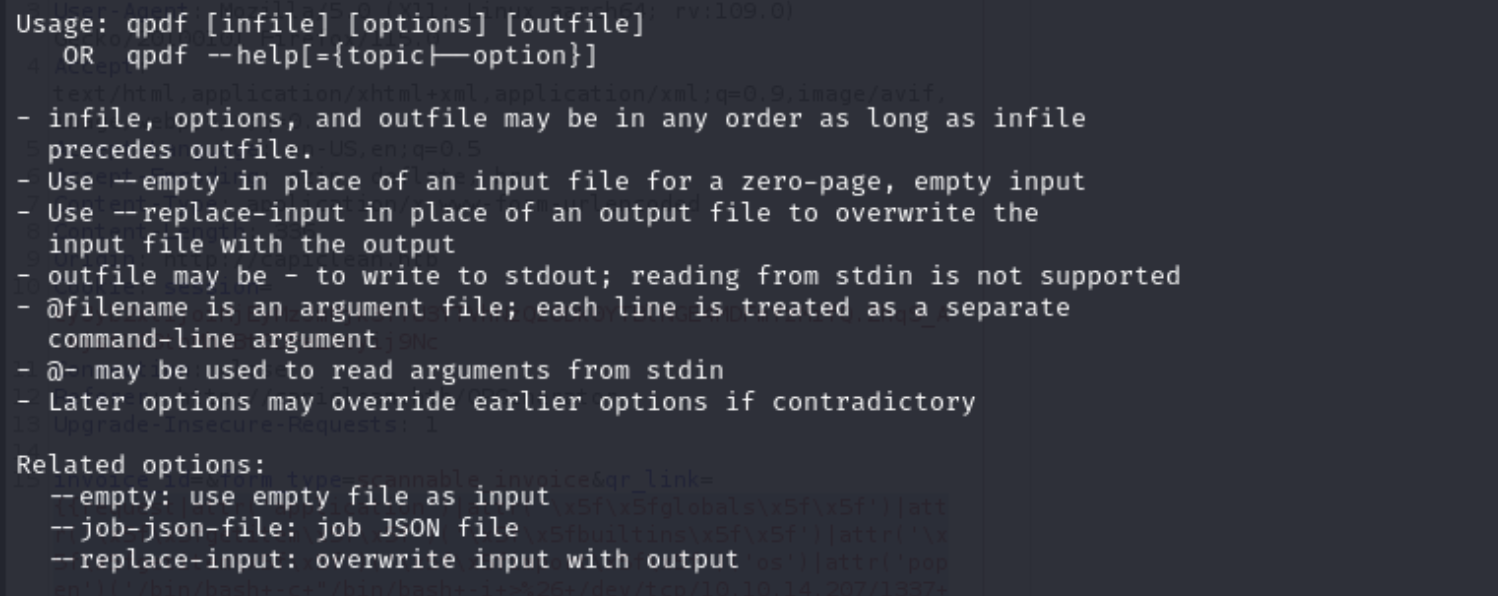 Usage: qpdf [infile] [options] [outfile]
OR qpdf --help[={topic|--option}]
- infile, options, and outfile may be in any order as long as infile
precedes outfile.
- Use --empty in place of an input file for a zero-page, empty input
- Use --replace-input in place of an output file to overwrite the
input file with the output
- outfile may be - to write to stdout; reading from stdin is not supported
- @filename is an argument file; each line is treated as a separate
command-line argument
- @- may be used to read arguments from stdin
- Later options may override earlier options if contradictory
Upgrade-Insecure-Requests: 1
Related options:
--empty: use empty file as input
--job-json-file: job JSON file
--replace-input: overwrite input with output